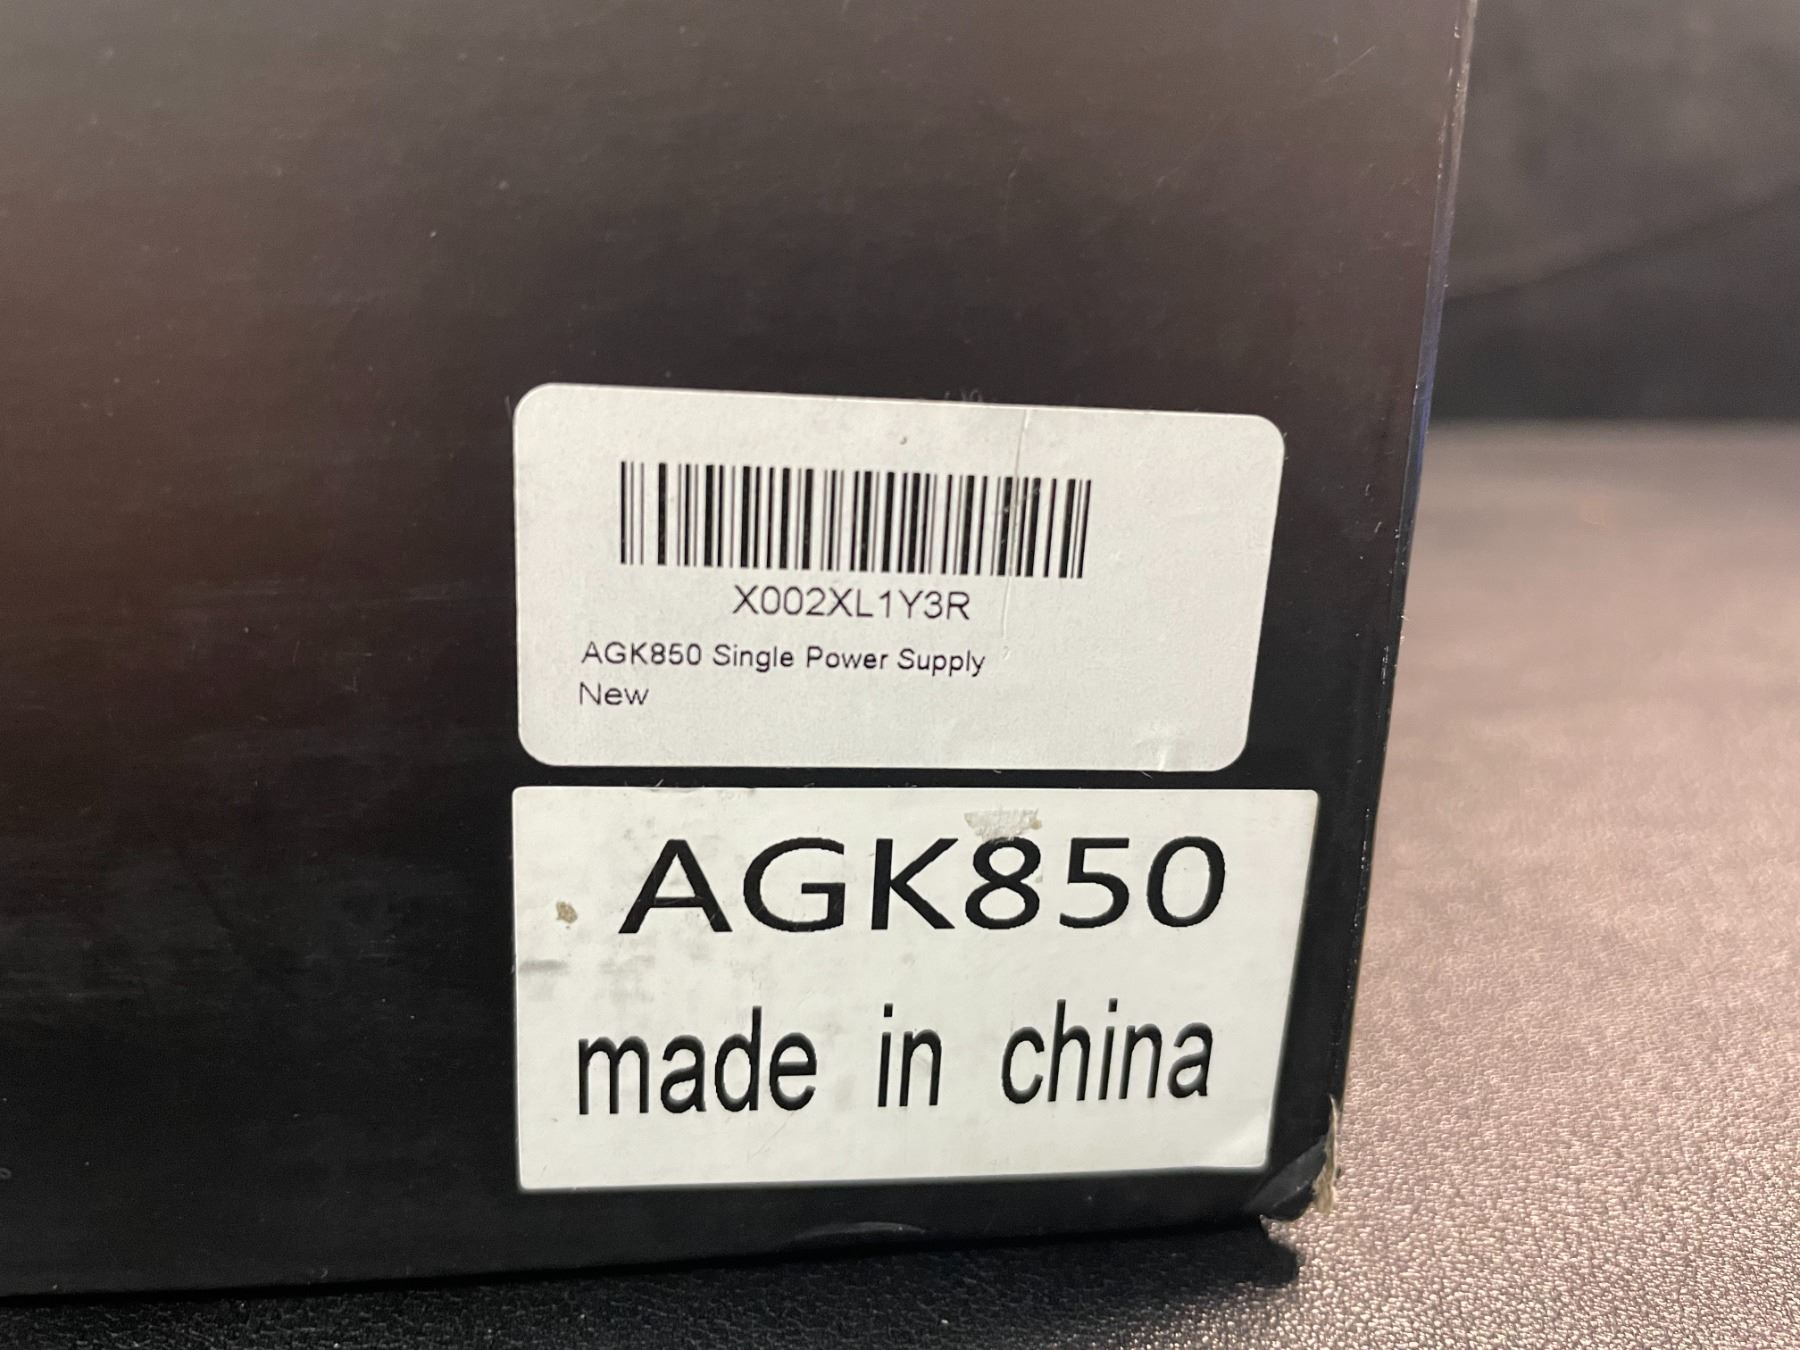 X002XL1Y3R
AGK850 Single Power Supply
New
AGK850
made in china